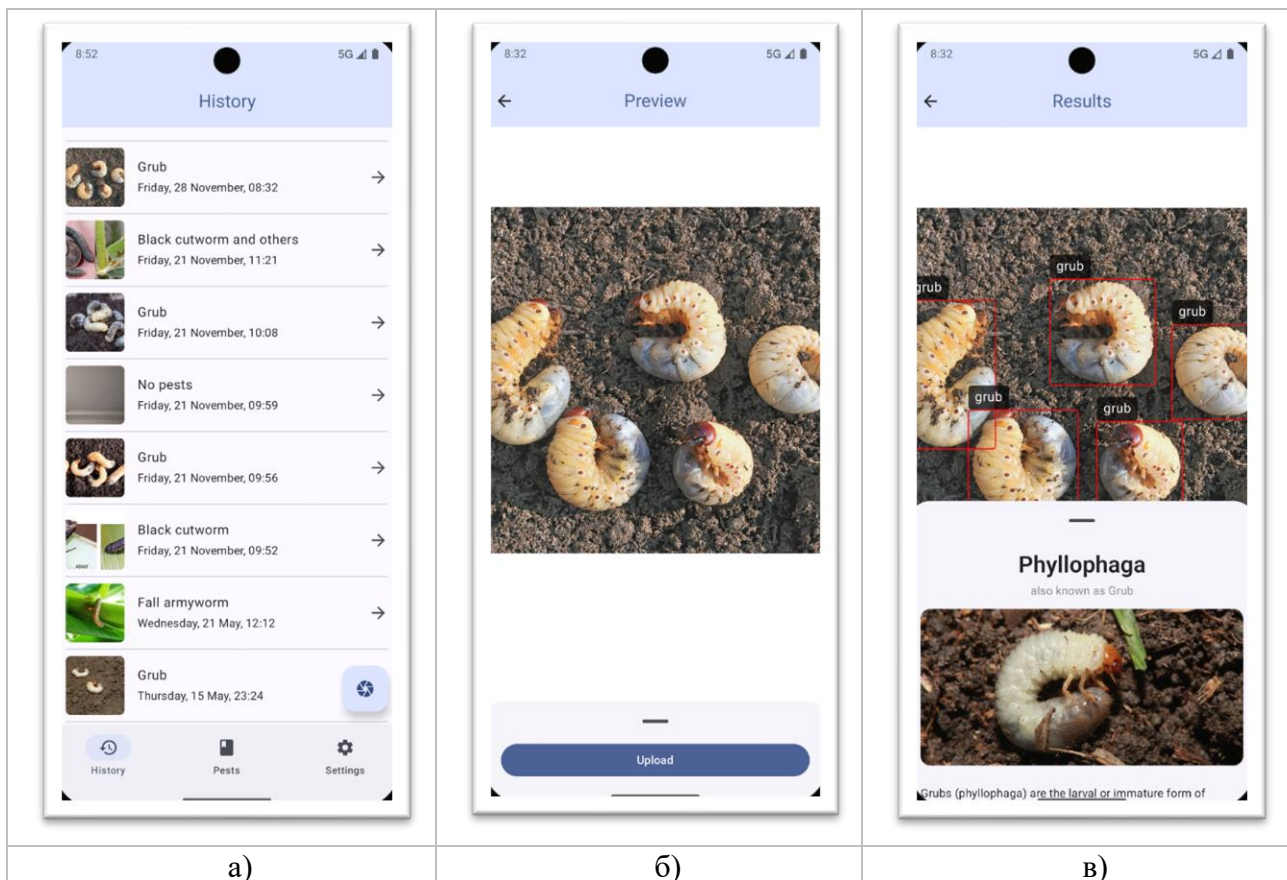 8:52
5G
History
Grub
Friday, 28 November, 08:32
Black cutworm and others
Friday, 21 November, 11:21
Grub
Friday, 21 November, 10:08
No pests
Friday, 21 November, 09:59
Grub
Friday, 21 November, 09:56
Black cutworm
Friday, 21 November, 09:52
ADULT
Fall armyworm
Wednesday, 21 May, 12:12
Grub
Thursday, 15 May, 23:24
History
Pests
Settings
а)
8:32
5G
Preview
Upload
б)
8:32
5G
Results
grub
grub
grub
grub
grub
Phyllophaga
also known as Grub
Grubs (phyllophaga) are the larval or immature form of
в)